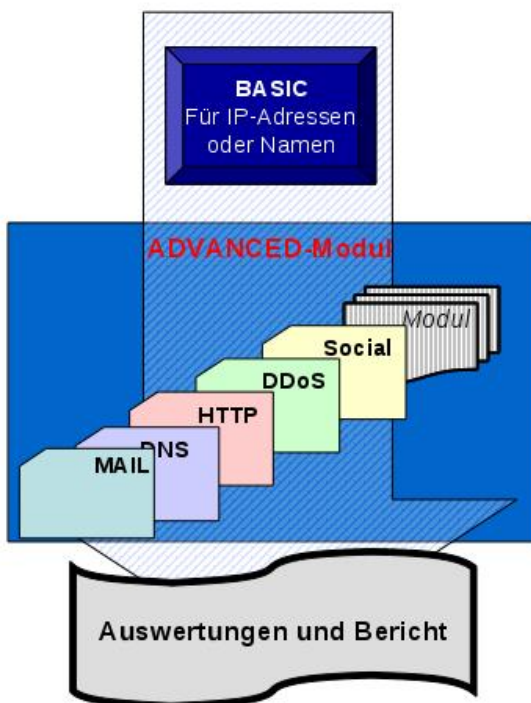 BASIC
Für IP-Adressen
oder Namen
ADVANCED-Modul
Modul
Social
DDoS
HTTP
DNS
MAIL
Auswertungen und Bericht